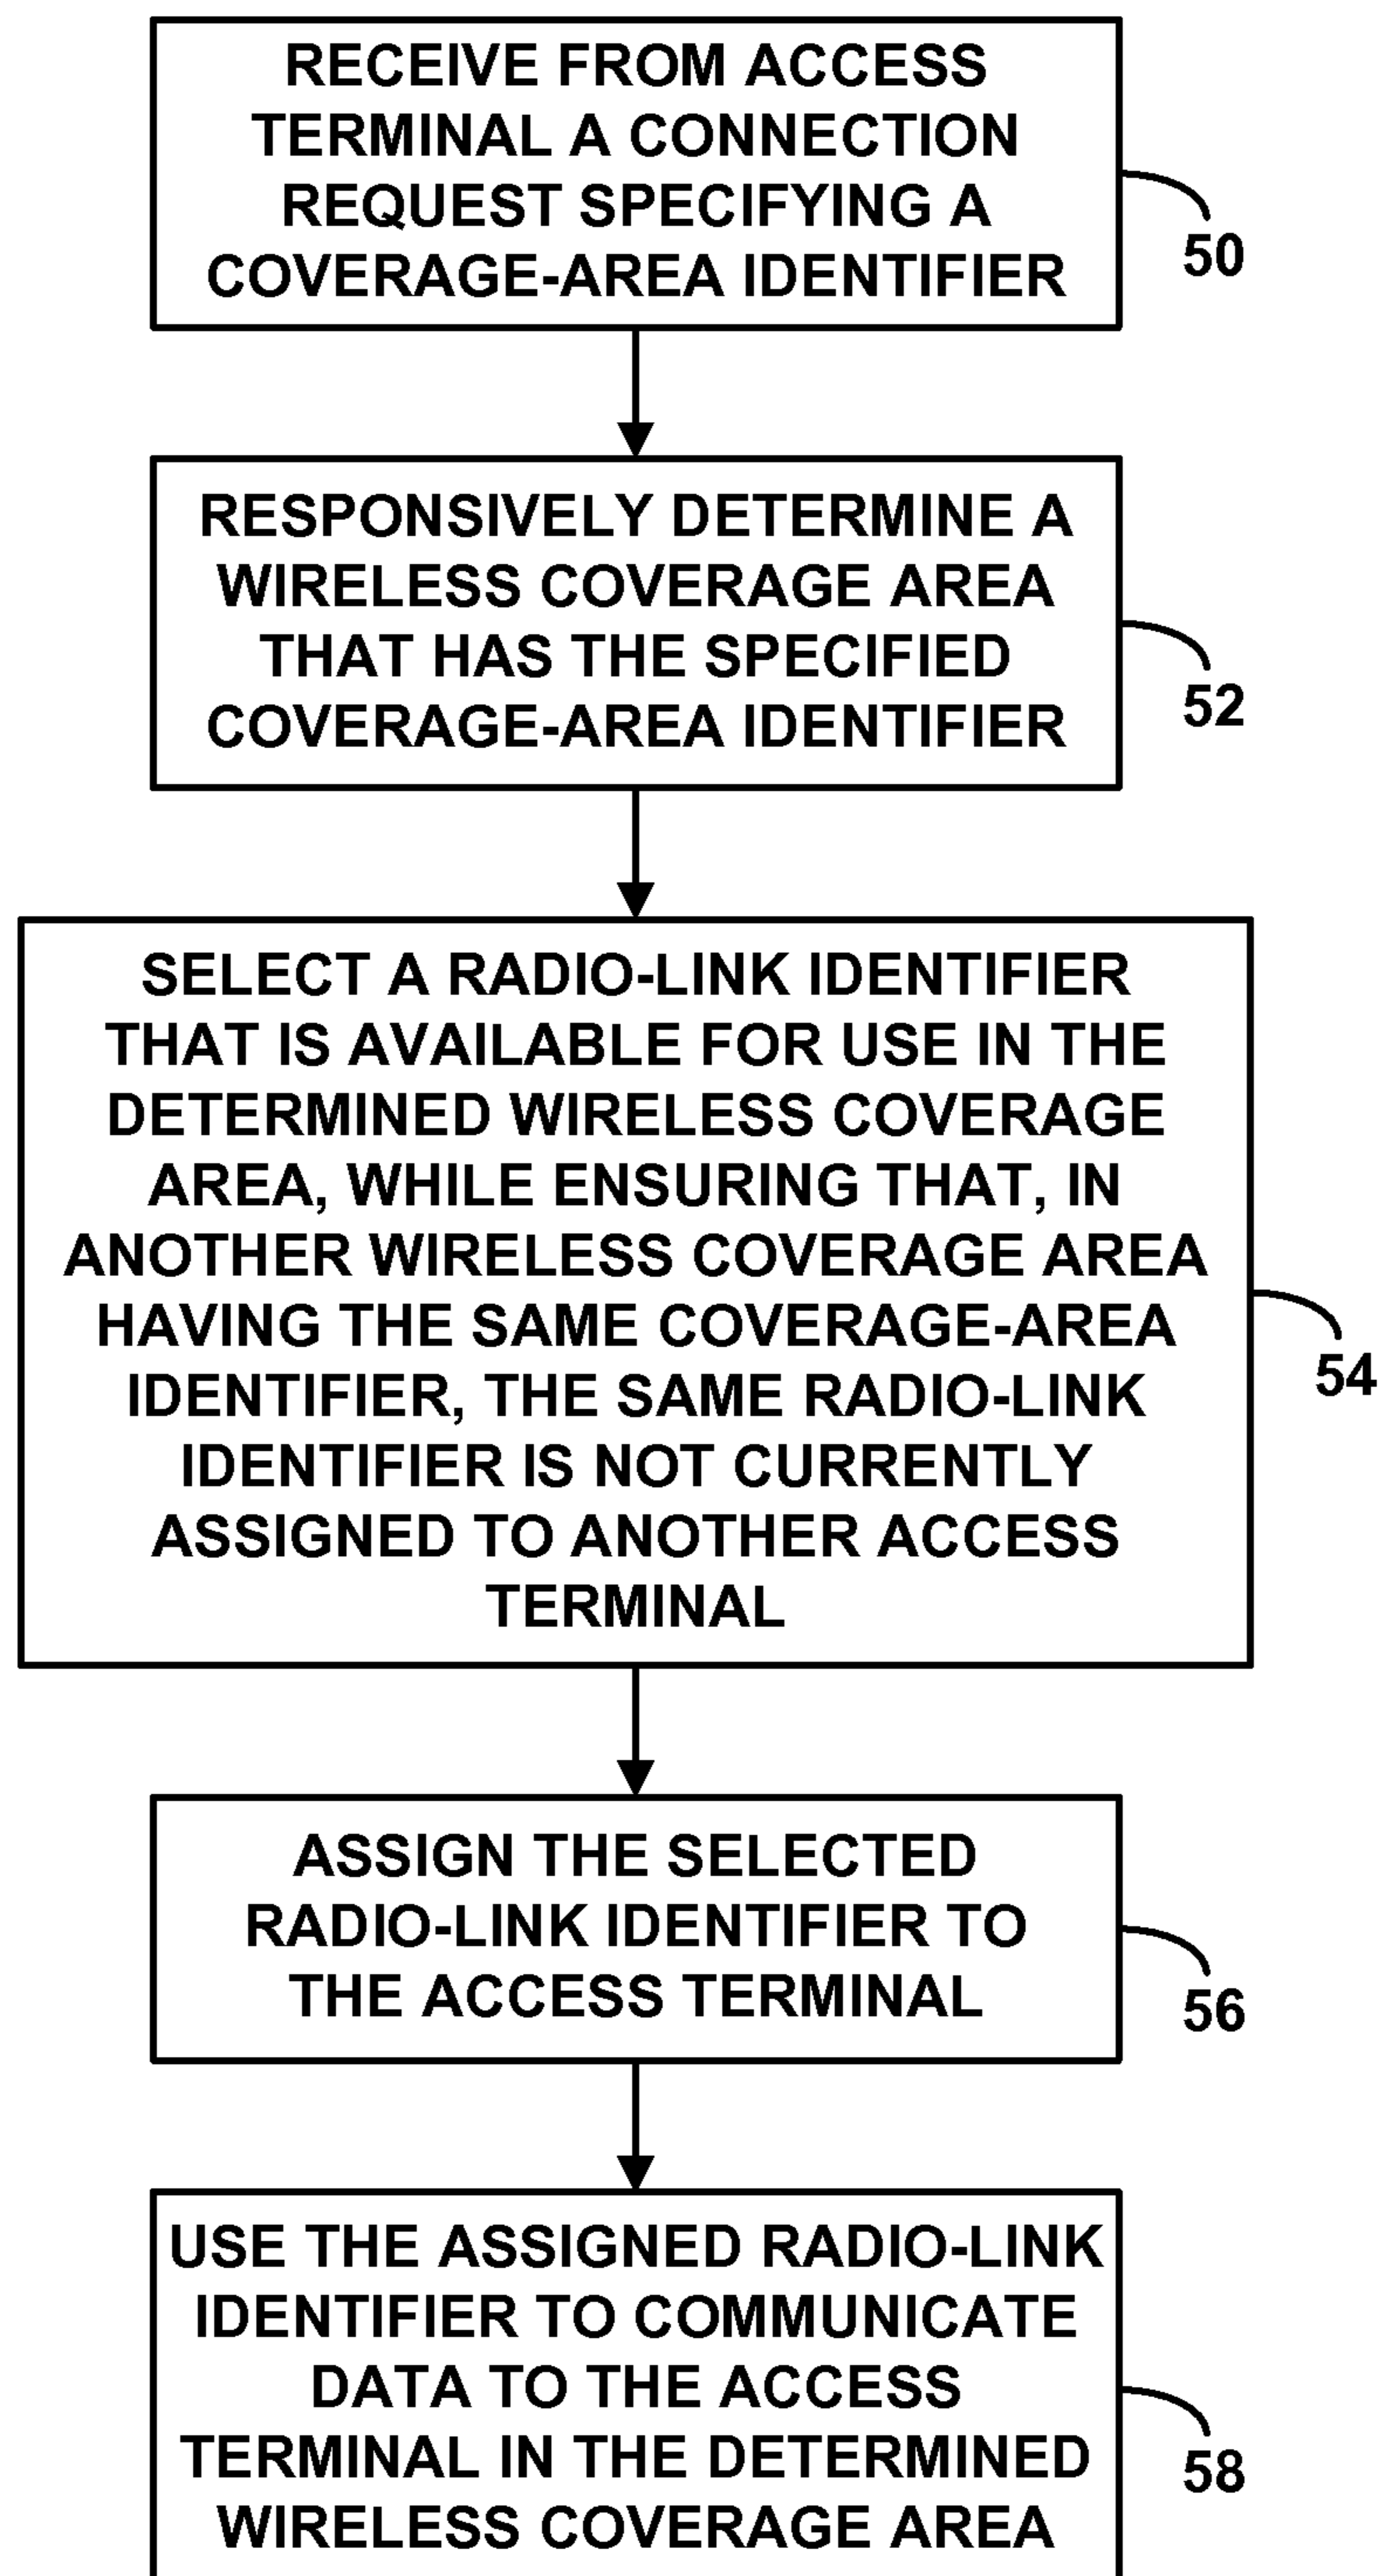 RECEIVE FROM ACCESS
TERMINAL A CONNECTION
REQUEST SPECIFYING A
COVERAGE-AREA IDENTIFIER
50
RESPONSIVELY DETERMINE A
WIRELESS COVERAGE AREA
THAT HAS THE SPECIFIED
COVERAGE-AREA IDENTIFIER
52
SELECT A RADIO-LINK IDENTIFIER
THAT IS AVAILABLE FOR USE IN THE
DETERMINED WIRELESS COVERAGE
AREA, WHILE ENSURING THAT, IN
ANOTHER WIRELESS COVERAGE AREA
HAVING THE SAME COVERAGE-AREA
IDENTIFIER, THE SAME RADIO-LINK
IDENTIFIER IS NOT CURRENTLY
ASSIGNED TO ANOTHER ACCESS
TERMINAL
54
ASSIGN THE SELECTED
RADIO-LINK IDENTIFIER TO
THE ACCESS TERMINAL
56
USE THE ASSIGNED RADIO-LINK
IDENTIFIER TO COMMUNICATE
DATA TO THE ACCESS
TERMINAL IN THE DETERMINED
WIRELESS COVERAGE AREA
58